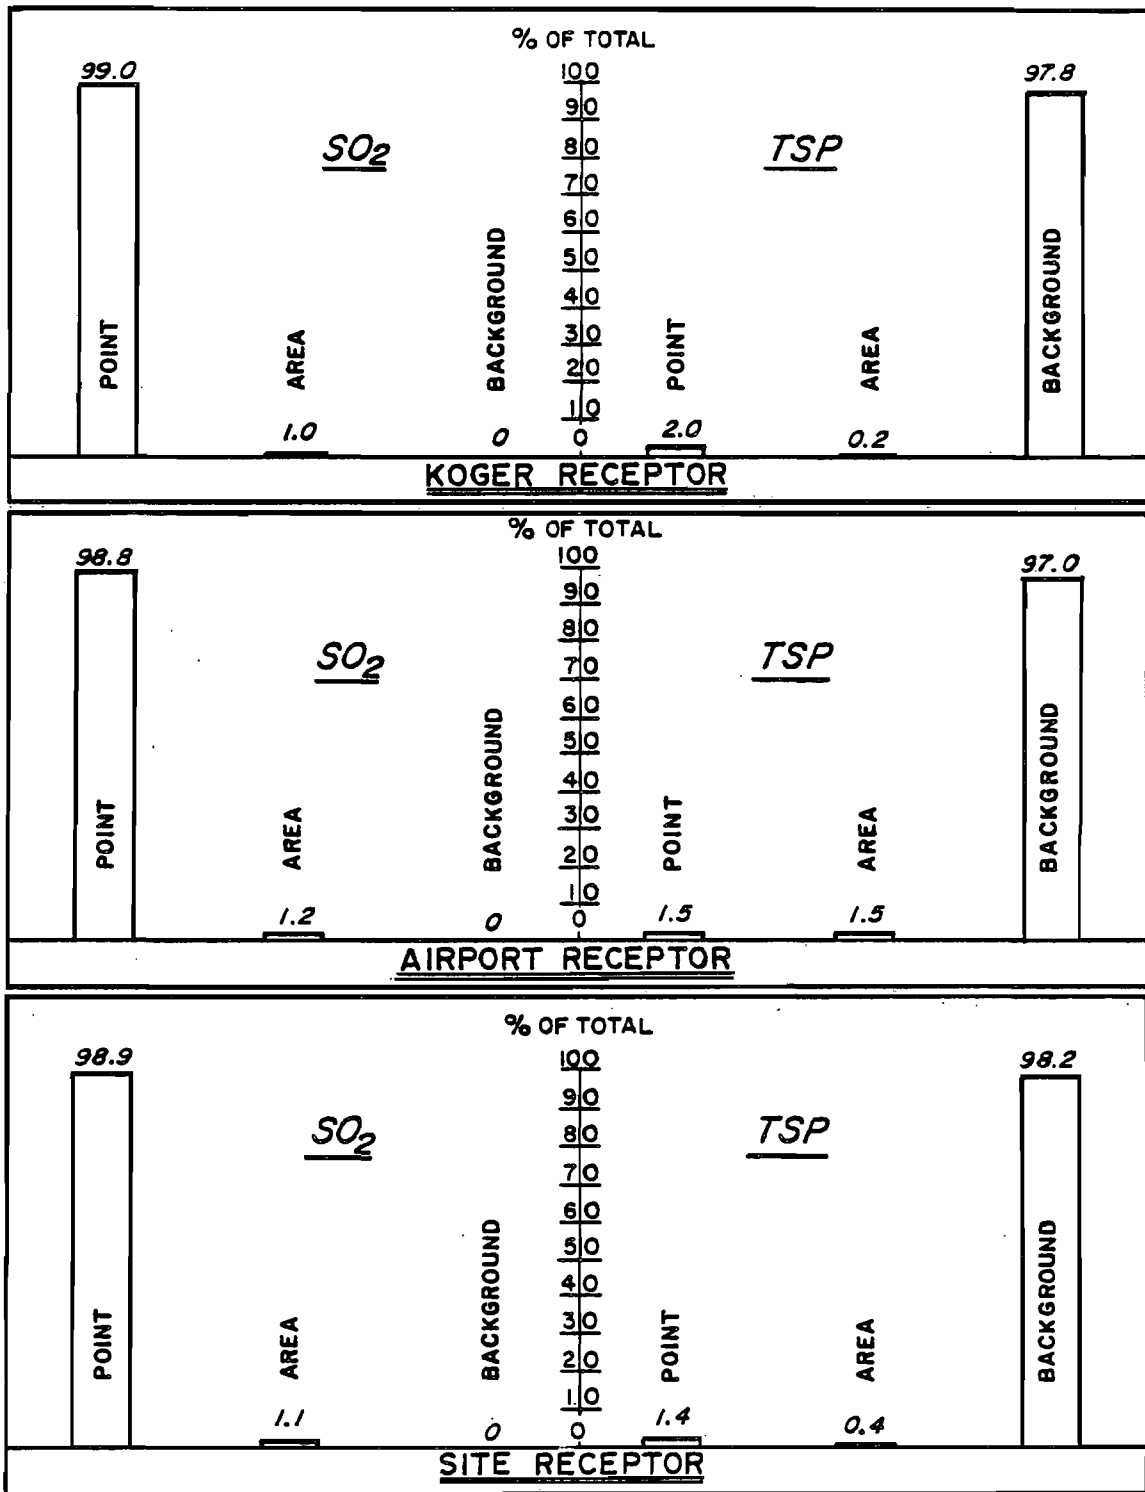 % OF TOTAL
99.0
100
97.8
90
SO2
TSP
80
70
60
50
40
30
20
10
POINT
AREA
BACKGROUND
POINT
AREA
BACKGROUND
1.0
0
0
2.0
0.2
KOGER RECEPTOR
% OF TOTAL
98.8
100
97.0
90
80
SO2
TSP
70
60
50
40
30
20
10
POINT
AREA
BACKGROUND
POINT
AREA
BACKGROUND
1.2
0
0
1.5
1.5
AIRPORT RECEPTOR
% OF TOTAL
98.9
100
98.2
90
SO2
TSP
80
70
60
50
40
30
20
10
POINT
AREA
BACKGROUND
POINT
AREA
BACKGROUND
1.1
0
0
1.4
0.4
SITE RECEPTOR